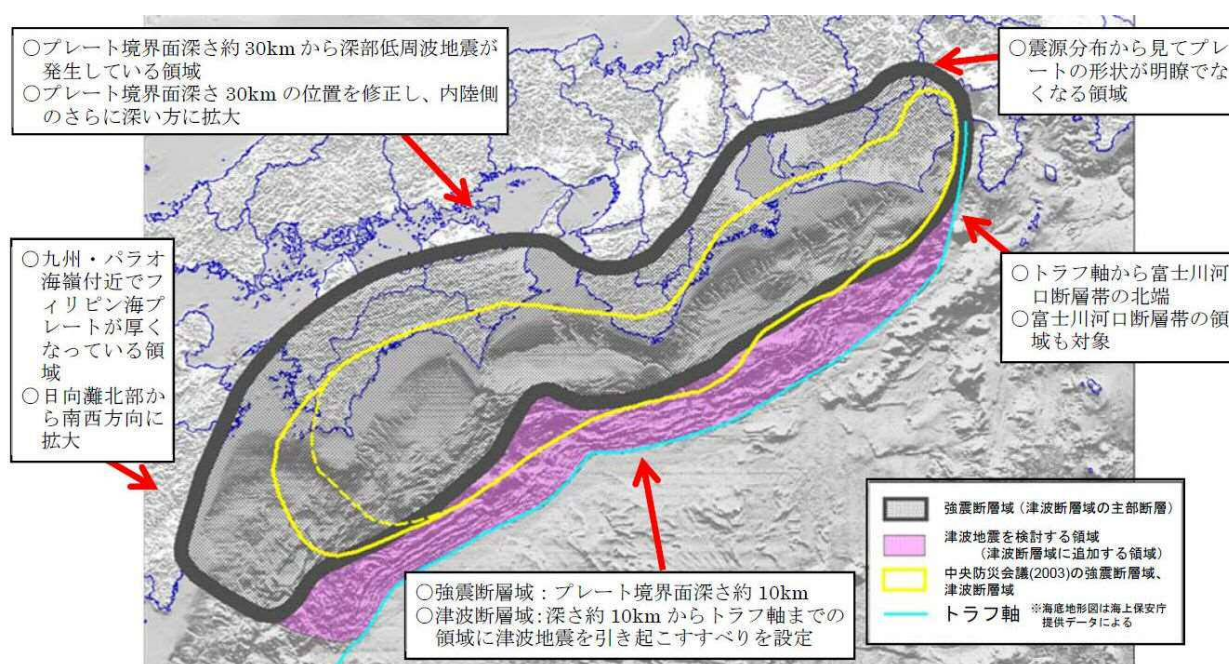 ○プレート境界面深さ約 30km から深部低周波地震が
発生している領域
○プレート境界面深さ 30km の位置を修正し、内陸側
のさらに深い方に拡大
○震源分布から見てプレ
ートの形状が明瞭でな
くなる領域
○九州・パラオ
海嶺付近でフ
ィリピン海プ
レートが厚く
なっている領
域
○日向灘北部か
ら南西方向に
拡大
○トラフ軸から富士川河
口断層帯の北端
○富士川河口断層帯の領
域も対象
○強震断層域：プレート境界面深さ約 10km
○津波断層域：深さ約 10km からトラフ軸までの
領域に津波地震を引き起こすすべりを設定
強震断層域（津波断層域の主部断層）
津波地震を検討する領域
（津波断層域に追加する領域）
中央防災会議(2003)の強震断層域、
津波断層域
トラフ軸 ※海底地形図は海上保安庁
提供データによる